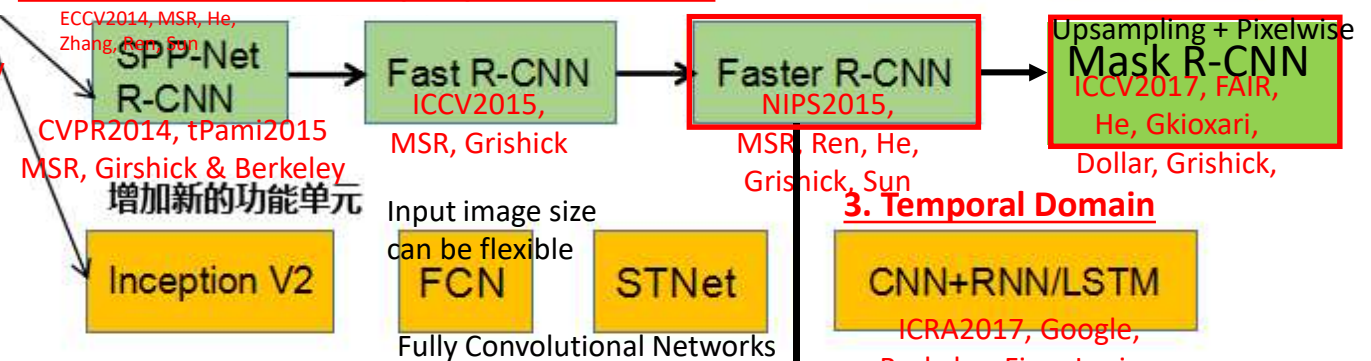 ECCV2014, MSR, He,
Zhang, Ren, Sun
SPP-Net
R-CNN
CVPR2014, tPami2015
MSR, Girshick & Berkeley
Fast R-CNN
ICCV2015,
MSR, Grishick
Faster R-CNN
NIPS2015,
MSR, Ren, He,
Grishick, Sun
Upsampling + Pixelwise
Mask R-CNN
ICCV2017, FAIR,
He, Gkioxari,
Dollar, Grishick,
增加新的功能单元
Inception V2
Input image size
can be flexible
FCN
Fully Convolutional Networks
STNet
3. Temporal Domain
CNN+RNN/LSTM
ICRA2017, Google,